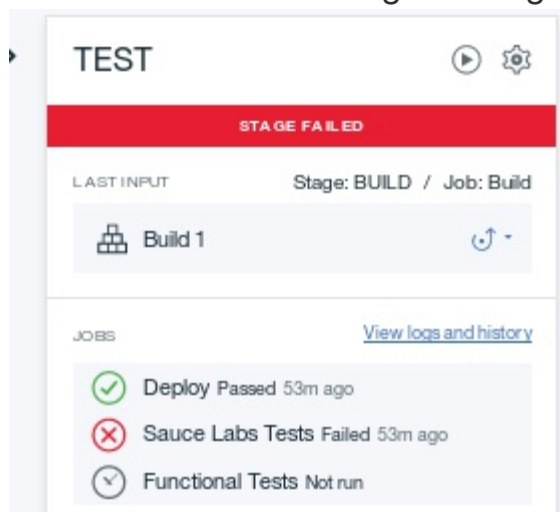 TEST
STAGE FAILED
LAST INPUT Stage: BUILD / Job: Build
Build 1
JOBS View logs and history
Deploy Passed 53m ago
Sauce Labs Tests Failed 53m ago
Functional Tests Not run